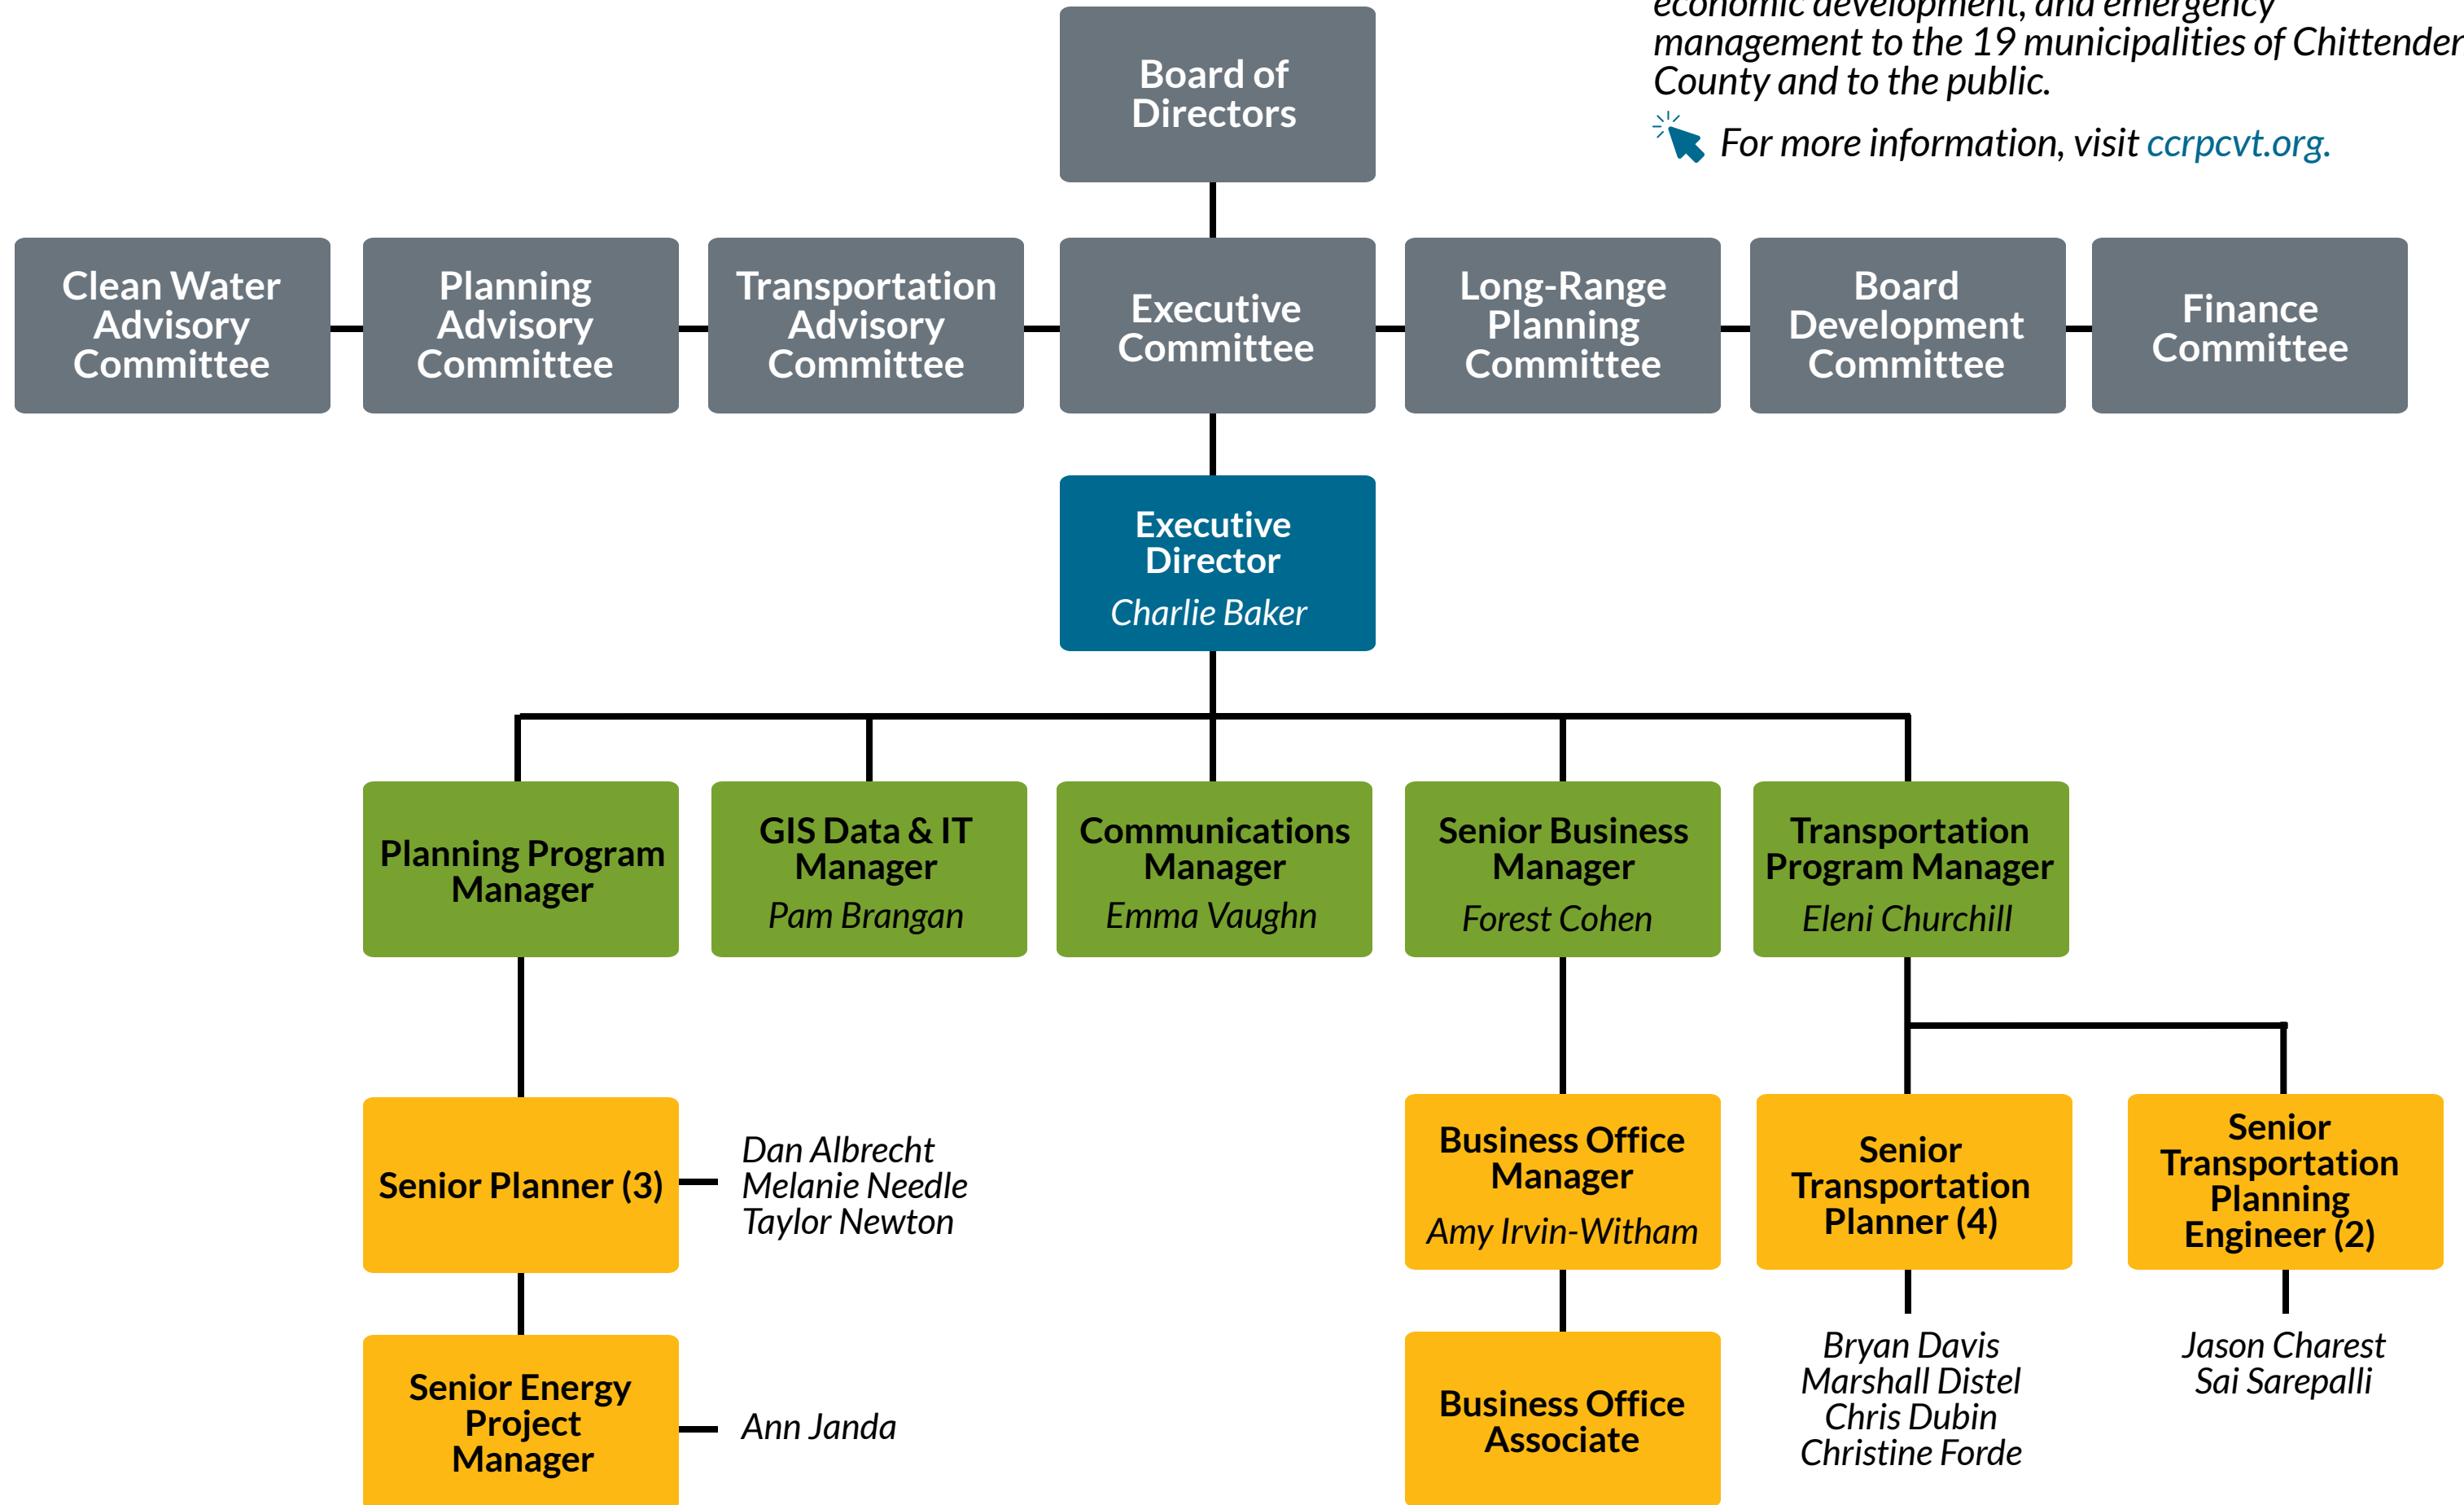 economic development, and emergency
management to the 19 municipalities of Chittenden
County and to the public.
For more information, visit ccrpcvt.org.
Board of
Directors
Clean Water
Advisory
Committee
Planning
Advisory
Committee
Transportation
Advisory
Committee
Executive
Committee
Long-Range
Planning
Committee
Board
Development
Committee
Finance
Committee
Executive
Director
Charlie Baker
Planning Program
Manager
GIS Data & IT
Manager
Pam Brangan
Communications
Manager
Emma Vaughn
Senior Business
Manager
Forest Cohen
Transportation
Program Manager
Eleni Churchill
Senior Planner (3)
Dan Albrecht
Melanie Needle
Taylor Newton
Business Office
Manager
Amy Irvin-Witham
Senior
Transportation
Planner (4)
Senior
Transportation
Planning
Engineer (2)
Senior Energy
Project
Manager
Ann Janda
Business Office
Associate
Bryan Davis
Marshall Distel
Chris Dubin
Christine Forde
Jason Charest
Sai Sarepalli